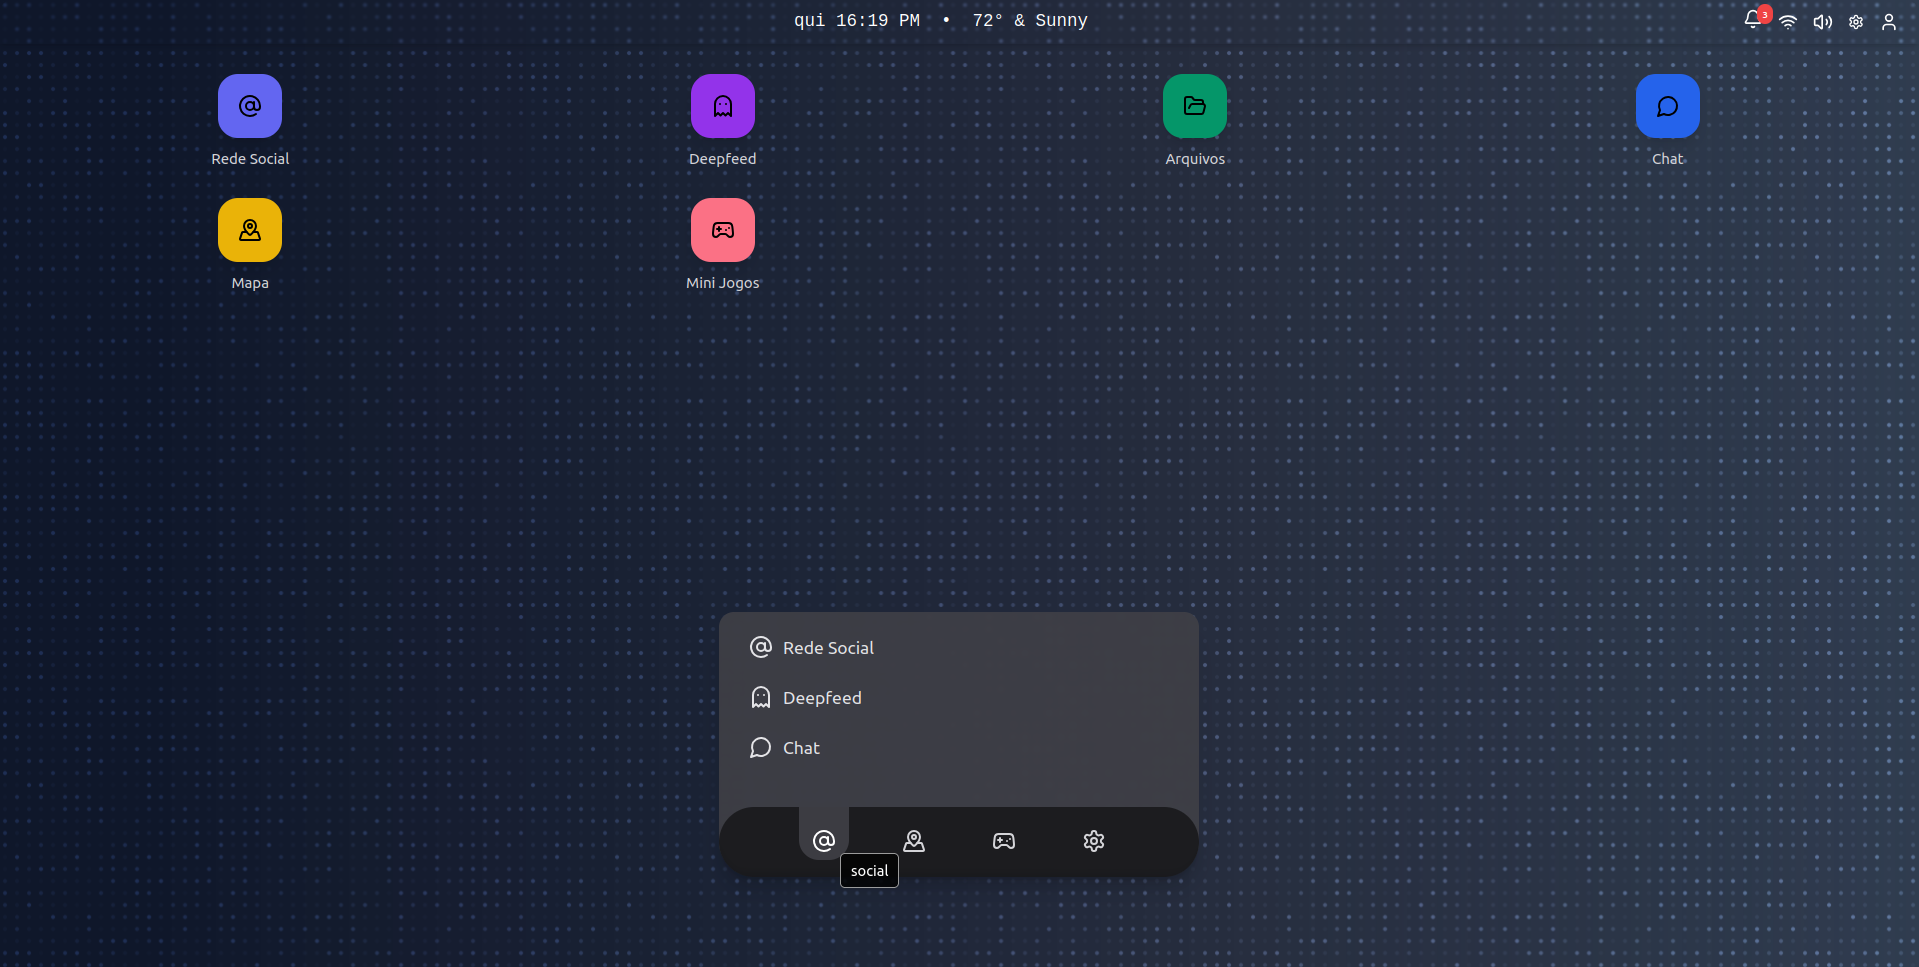 qui 16:19 PM • 72° & Sunny
3
Rede Social
Deepfeed
Arquivos
Chat
Mapa
Mini Jogos
Rede Social
Deepfeed
Chat
social